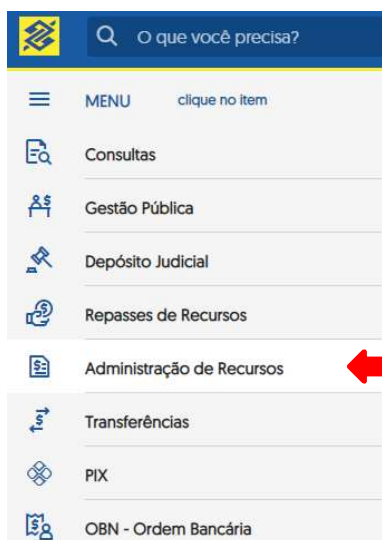 O que você precisa?
MENU clique no item
Consultas
Gestão Pública
Depósito Judicial
Repasses de Recursos
Administração de Recursos
Transferências
PIX
OBN - Ordem Bancária